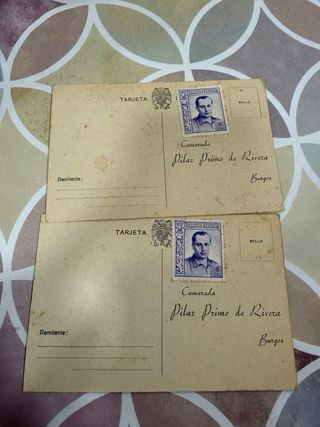 TARJETA
SELLO
Camarada
Pilar Primo de Rivera
Burgos
Remitente:
TARJETA
SELLO
Camarada
Pilar Primo de Rivera
Burgos
Remitente: